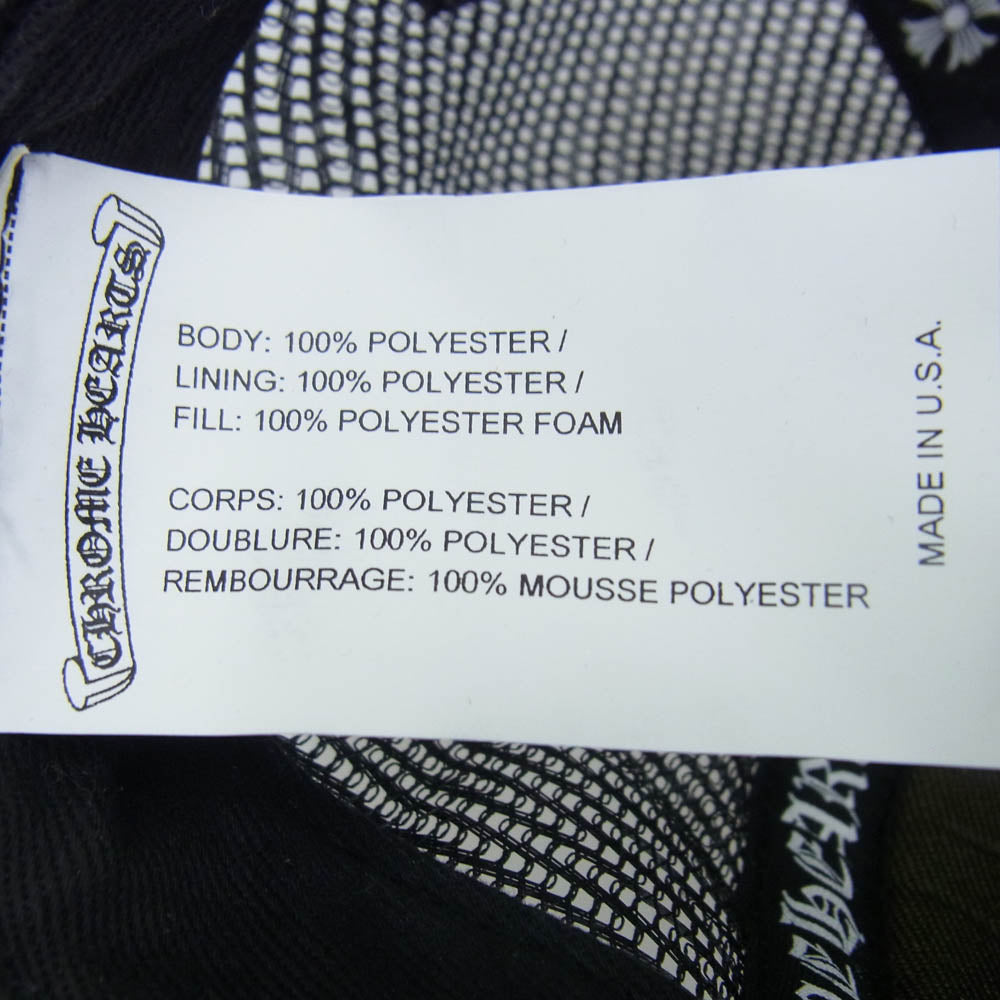 CHROME HEARTS
BODY: 100% POLYESTER /
LINING: 100% POLYESTER /
FILL: 100% POLYESTER FOAM
CORPS: 100% POLYESTER /
DOUBLURE: 100% POLYESTER /
REMBOURRAGE: 100% MOUSSE POLYESTER
MADE IN U.S.A.